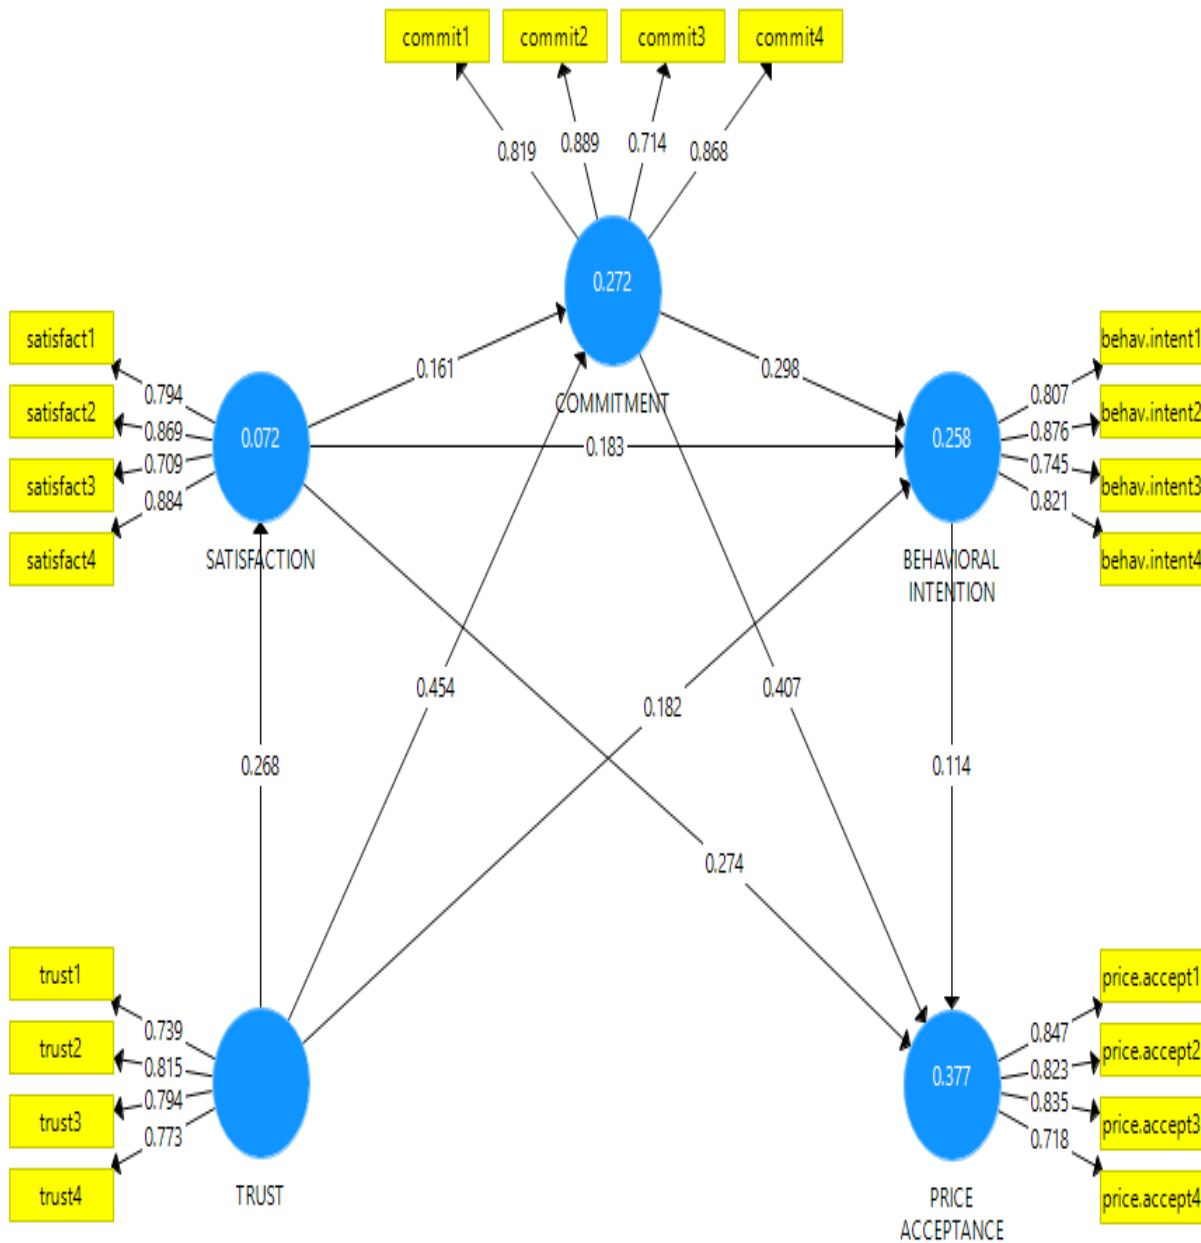 commit1
commit2
commit3
commit4
0.819
0.889
0.714
0.868
0.272
COMMITMENT
satisfact1
satisfact2
satisfact3
satisfact4
0.794
0.869
0.709
0.884
0.072
SATISFACTION
0.161
0.298
0.183
behav.intent1
behav.intent2
behav.intent3
behav.intent4
0.807
0.876
0.745
0.821
0.258
BEHAVIORAL
INTENTION
0.454
0.182
0.407
0.268
0.114
0.274
trust1
trust2
trust3
trust4
0.739
0.815
0.794
0.773
TRUST
price.accept1
price.accept2
price.accept3
price.accept4
0.847
0.823
0.835
0.718
0.377
PRICE
ACCEPTANCE